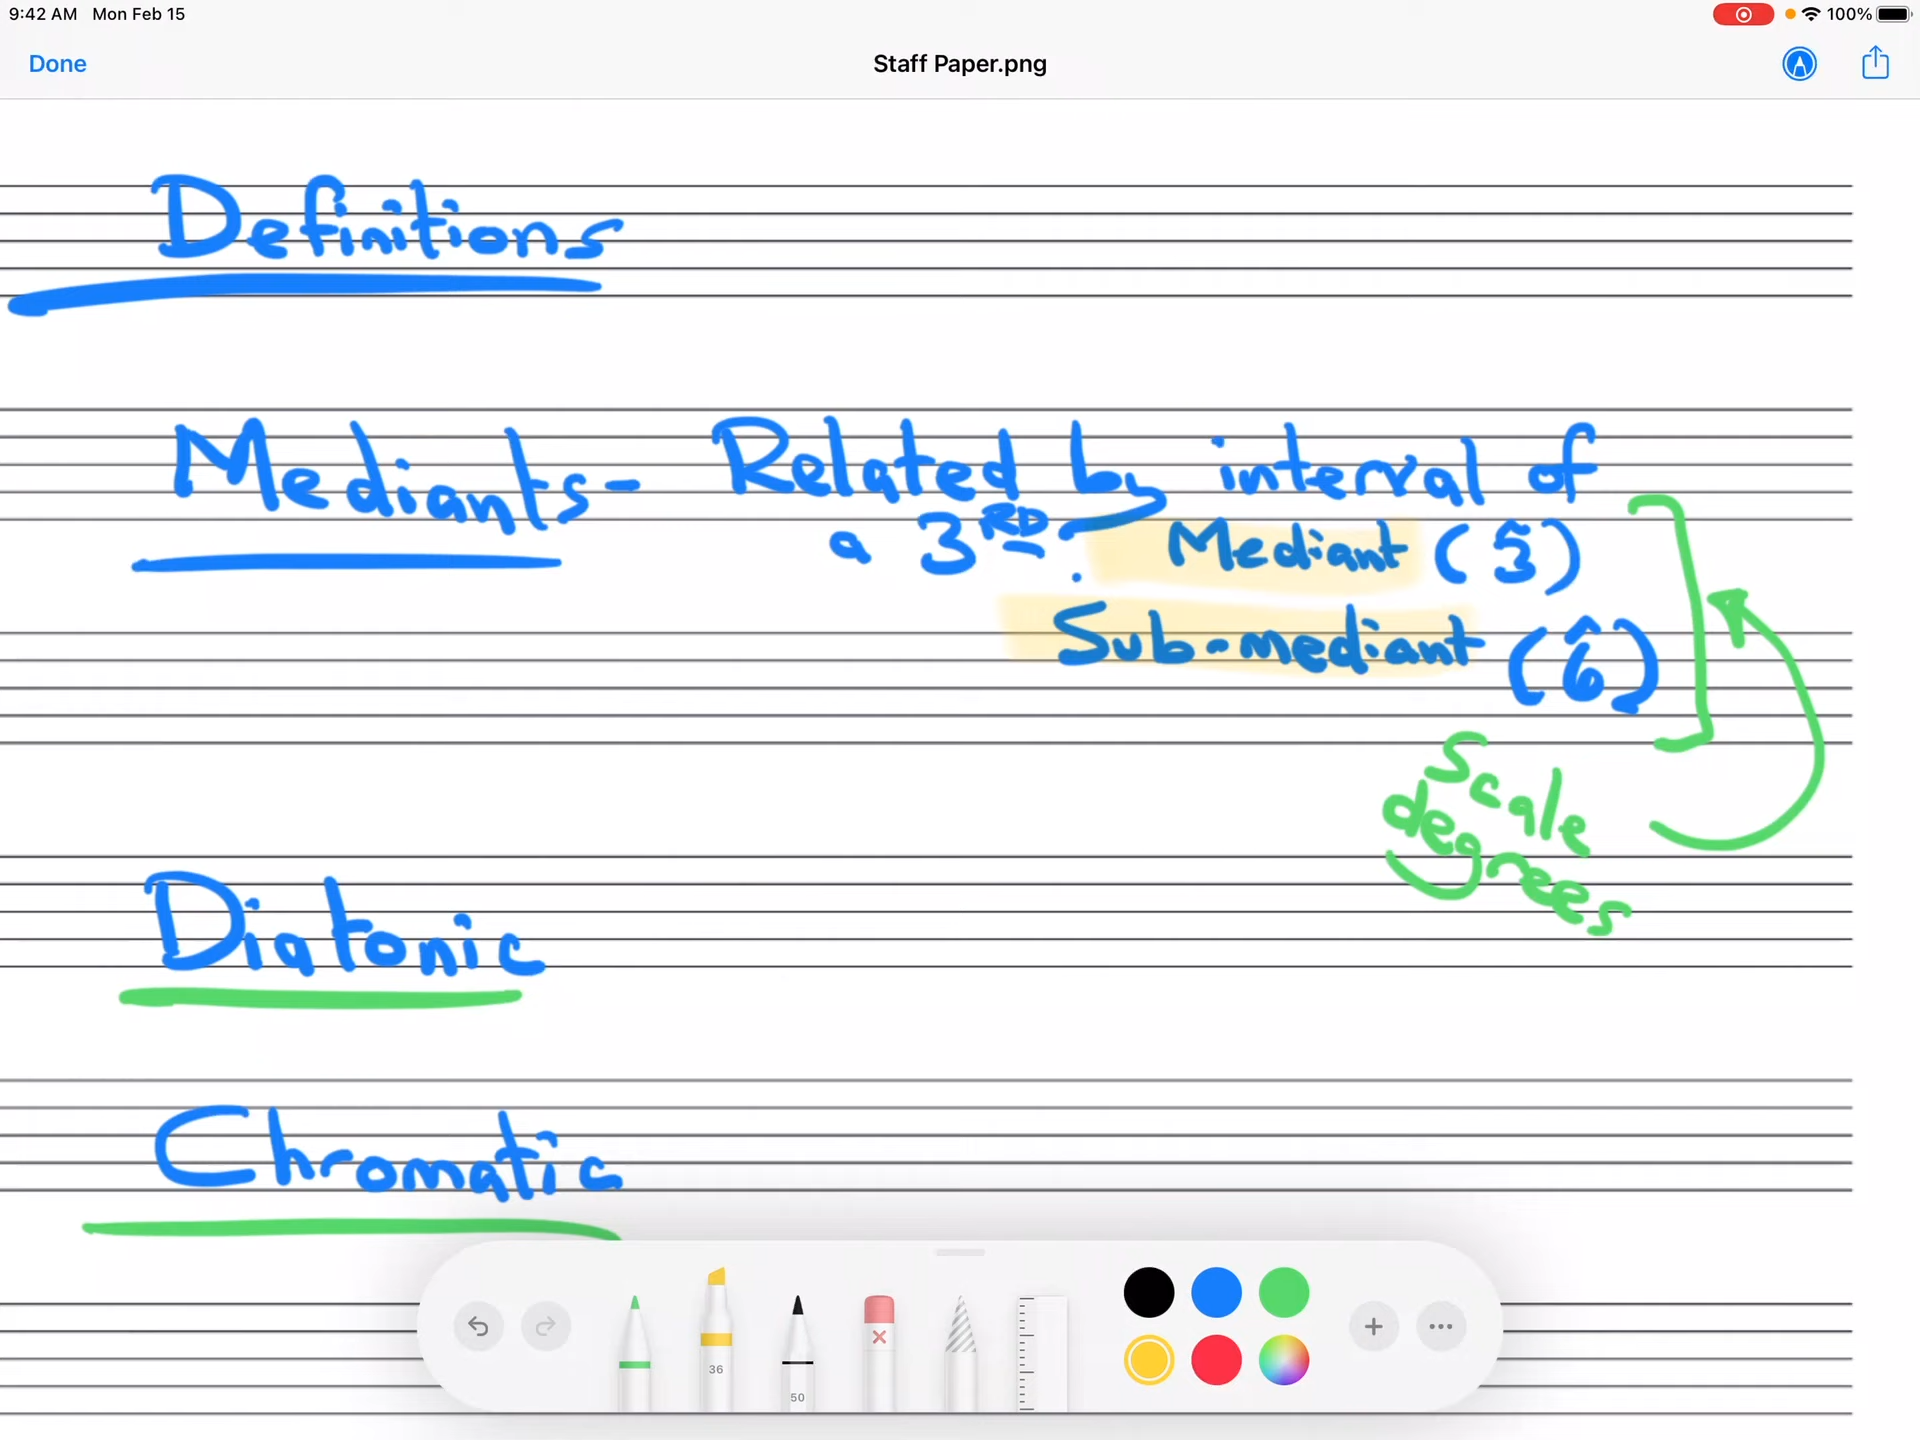 9:42 AM Mon Feb 15
100%
Done
Staff Paper.png
Definitions
Mediants- Related by interval of
a 3RD. Mediant (3̂)
Sub-mediant (6̂)
Scale
degrees
Diatonic
Chromatic
36
50